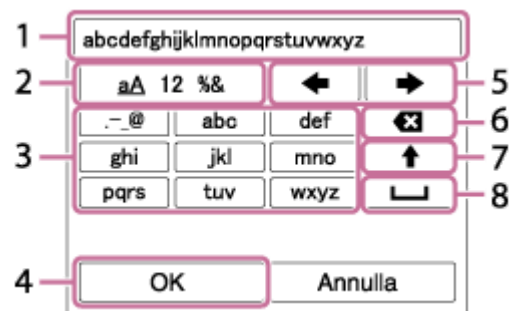 1 abcdefghijklmnopqrstuvwxyz
2 aA 12 %& 5
.-_@ abc def 6
3 ghi jkl mno 7
pqrs tuv wxyz 8
4 OK Annulla